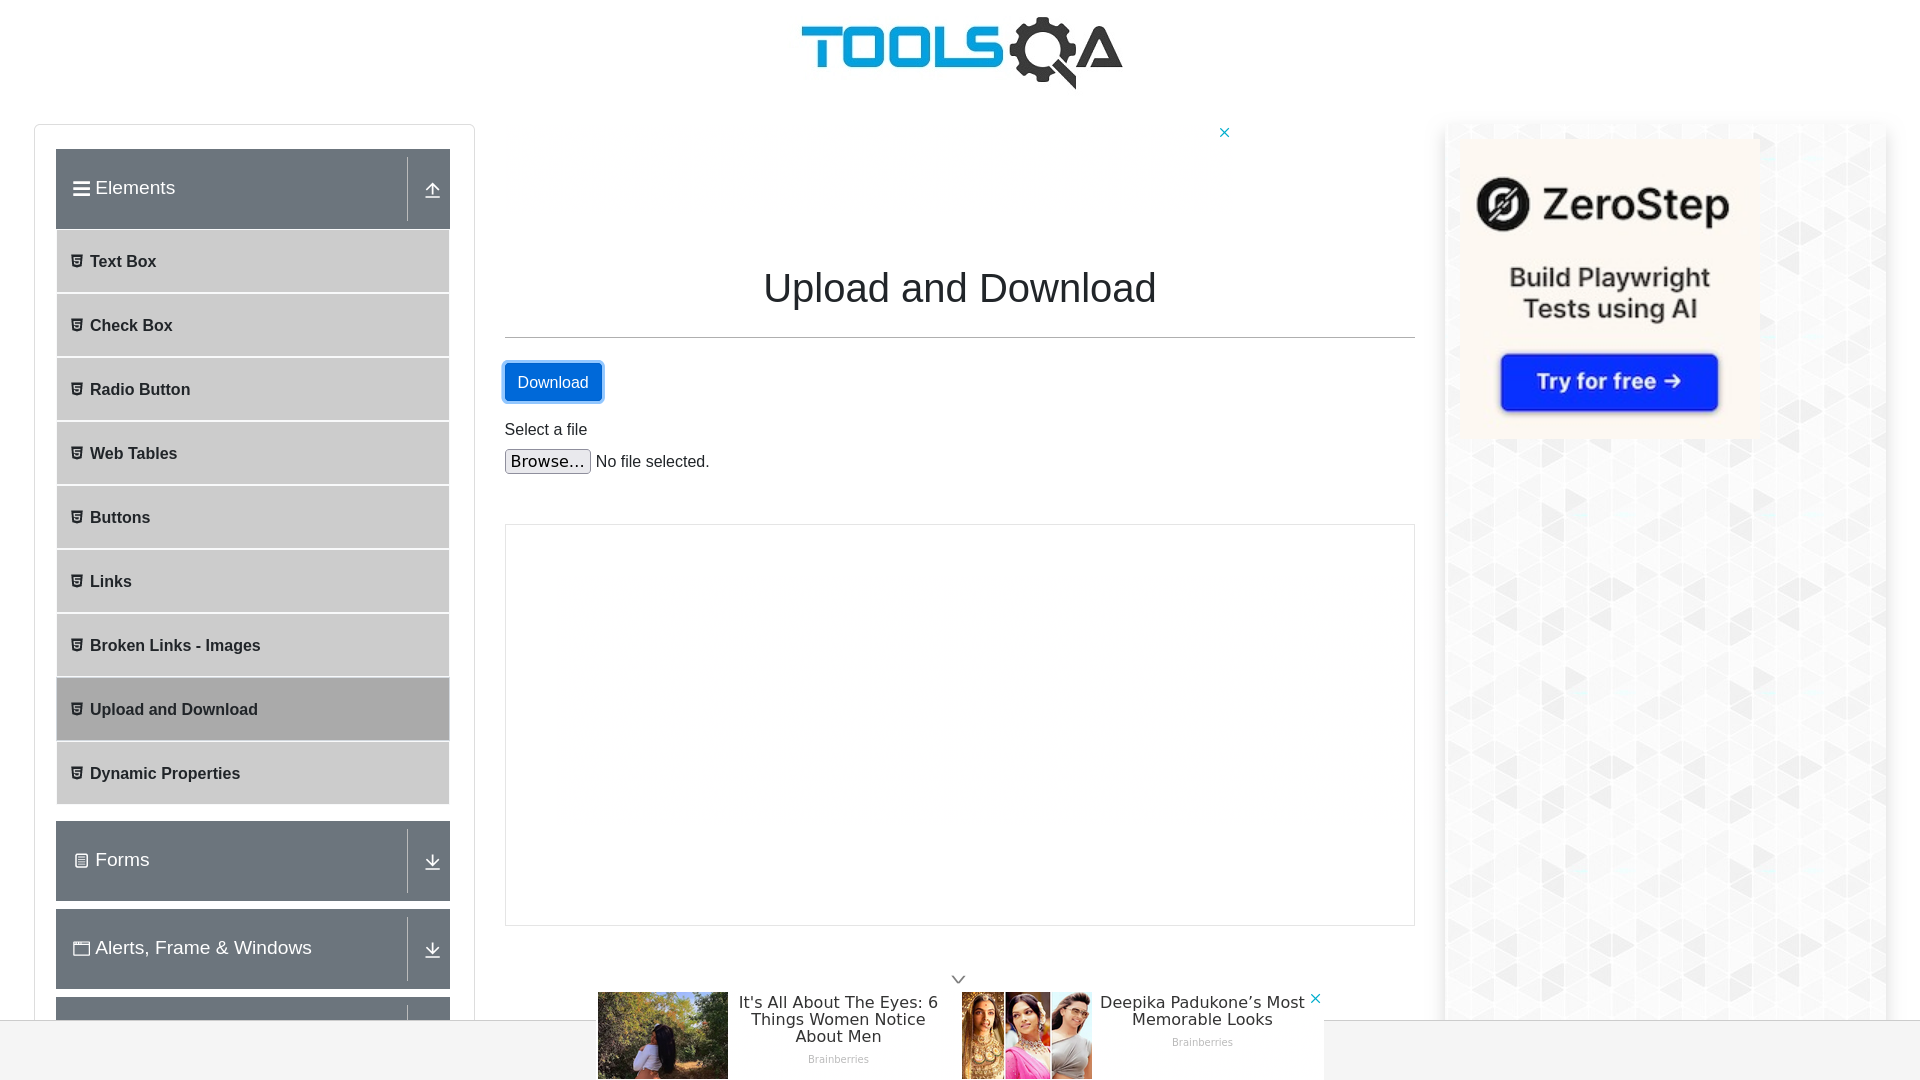 TOOLSQA
Elements
Text Box
Check Box
Radio Button
Web Tables
Buttons
Links
Broken Links - Images
Upload and Download
Dynamic Properties
Forms
Alerts, Frame & Windows
Upload and Download
Download
Select a file
Browse...
No file selected.
ZeroStep
Build Playwright
Tests using AI
Try for free →
It's All About The Eyes: 6
Things Women Notice
About Men
Brainberries
Deepika Padukone’s Most
Memorable Looks
Brainberries